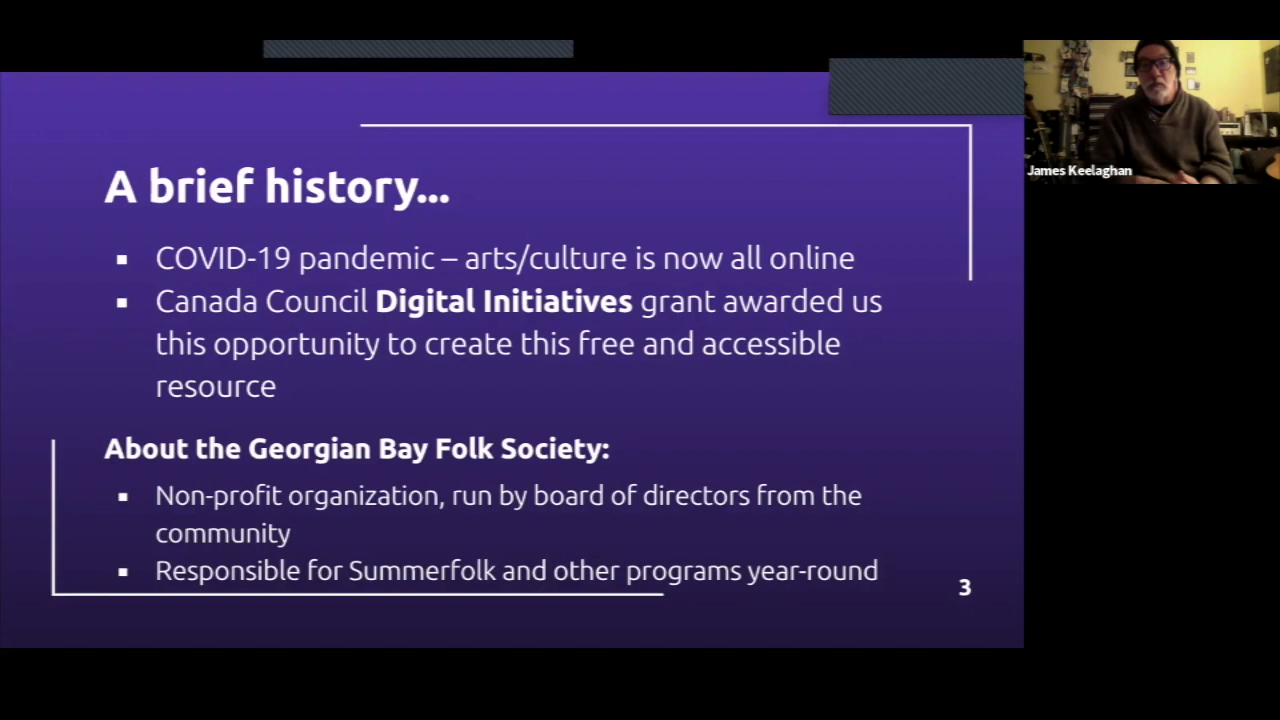 A brief history...
COVID-19 pandemic – arts/culture is now all online
Canada Council Digital Initiatives grant awarded us
this opportunity to create this free and accessible
resource
About the Georgian Bay Folk Society:
Non-profit organization, run by board of directors from the
community
Responsible for Summerfolk and other programs year-round
3
James Keelaghan